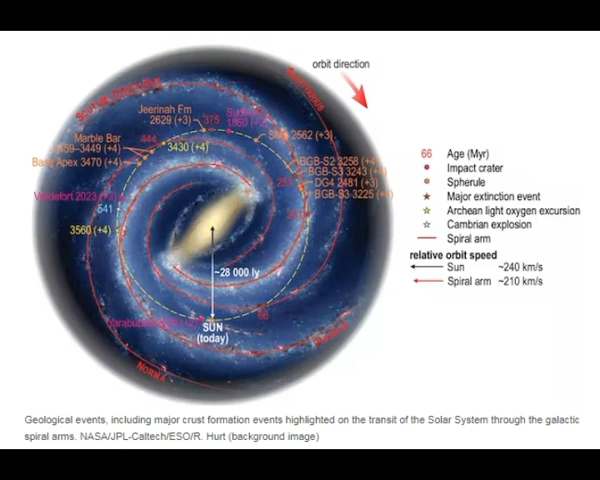 orbit direction
SAGITTARIUS
Jeerinah Fm
2629 (+3)
375
2562 (+3)
Marble Bar
3449 (+4)
444
3430 (+4)
Apex 3470 (+4)
BGB-S2 3258 (+4)
BGB-S3 3243 (+4)
DG4 2481 (+3)
BGB-S3 3225 (+4)
2023
541
3560 (+4)
~28 000 ly
SUN
(today)
66
NORMA
66 Age (Myr)
Impact crater
Spherule
Major extinction event
Archean light oxygen excursion
Cambrian explosion
Spiral arm
relative orbit speed
Sun ~240 km/s
Spiral arm ~210 km/s
Geological events, including major crust formation events highlighted on the transit of the Solar System through the galactic
spiral arms. NASA/JPL-Caltech/ESO/R. Hurt (background image)